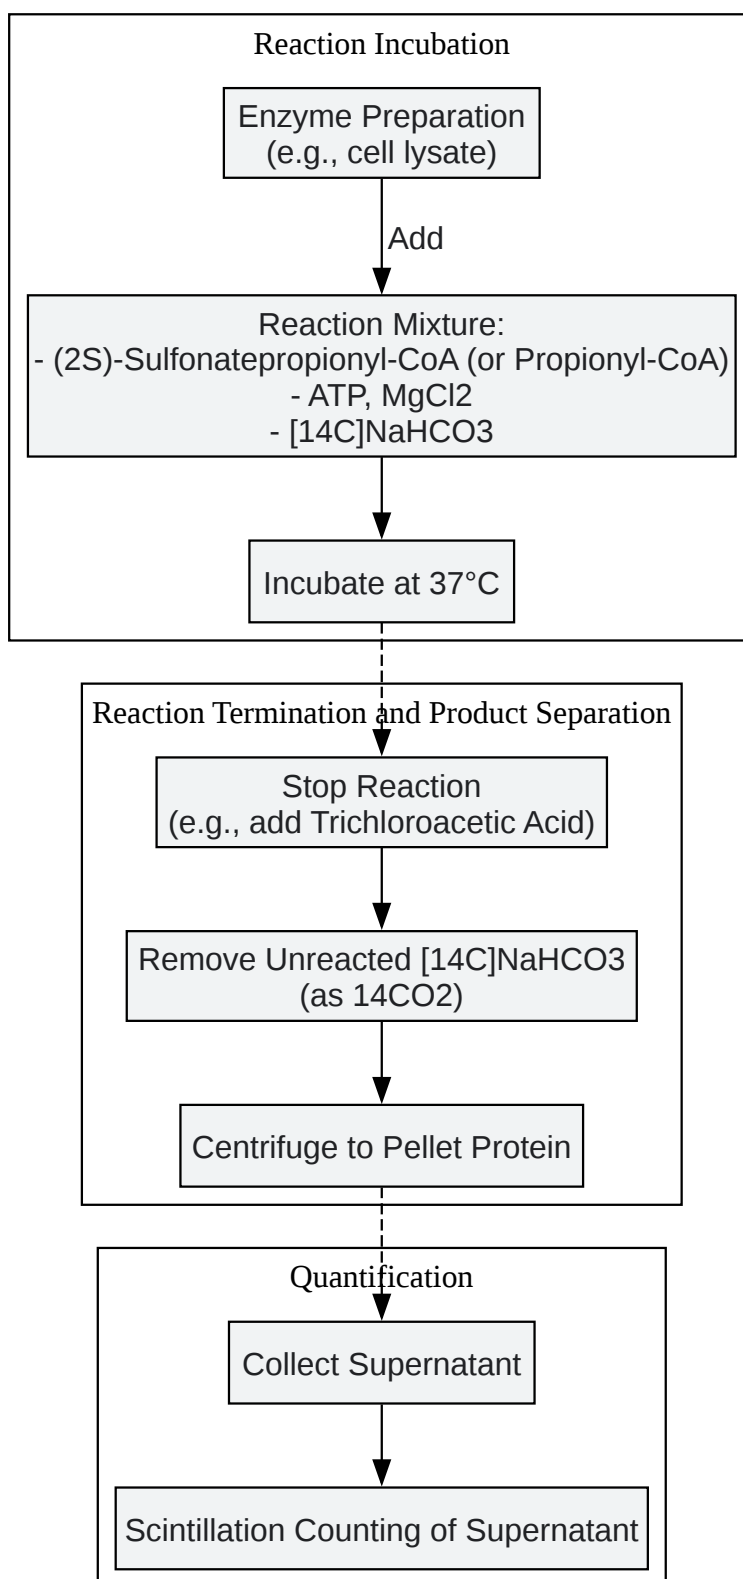 Reaction Incubation
Enzyme Preparation
(e.g., cell lysate)
Add
Reaction Mixture:
- (2S)-Sulfonatepropionyl-CoA (or Propionyl-CoA)
- ATP, MgCl2
- [14C]NaHCO3
Incubate at 37°C
Reaction Termination and Product Separation
Stop Reaction
(e.g., add Trichloroacetic Acid)
Remove Unreacted [14C]NaHCO3
(as 14CO2)
Centrifuge to Pellet Protein
Quantification
Collect Supernatant
Scintillation Counting of Supernatant